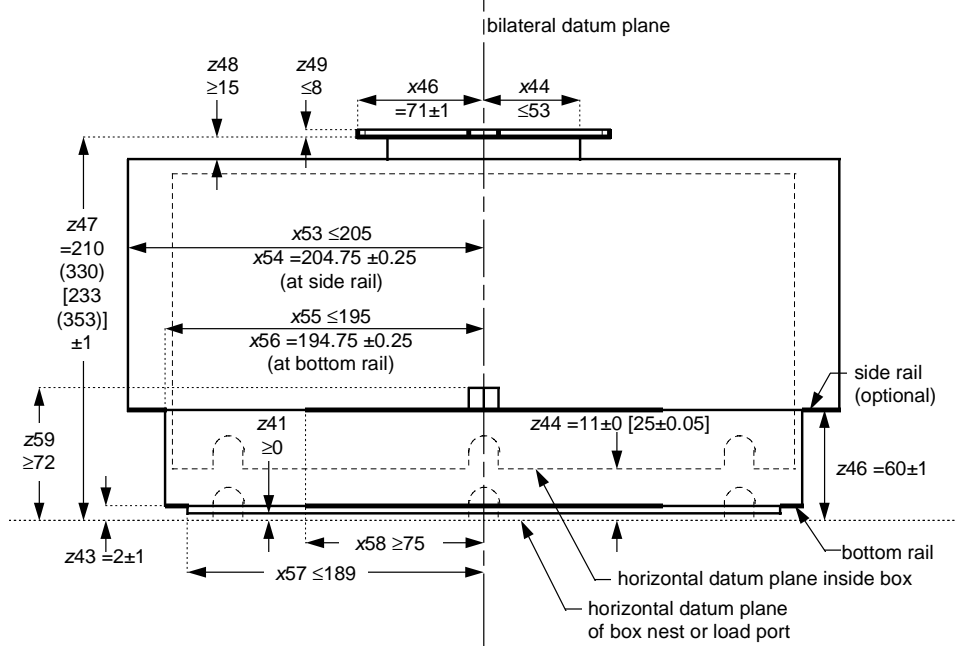 bilateral datum plane
z48
≥15
z49
≤8
x46
=71±1
x44
≤53
z47
=210
(330)
[233
(353)]
±1
x53 ≤205
x54 =204.75 ±0.25
(at side rail)
x55 ≤195
x56 =194.75 ±0.25
(at bottom rail)
side rail
(optional)
z59
≥72
z41
≥0
z44 =11±0 [25±0.05]
z46 =60±1
z43 =2±1
x58 ≥75
x57 ≤189
bottom rail
horizontal datum plane inside box
horizontal datum plane
of box nest or load port